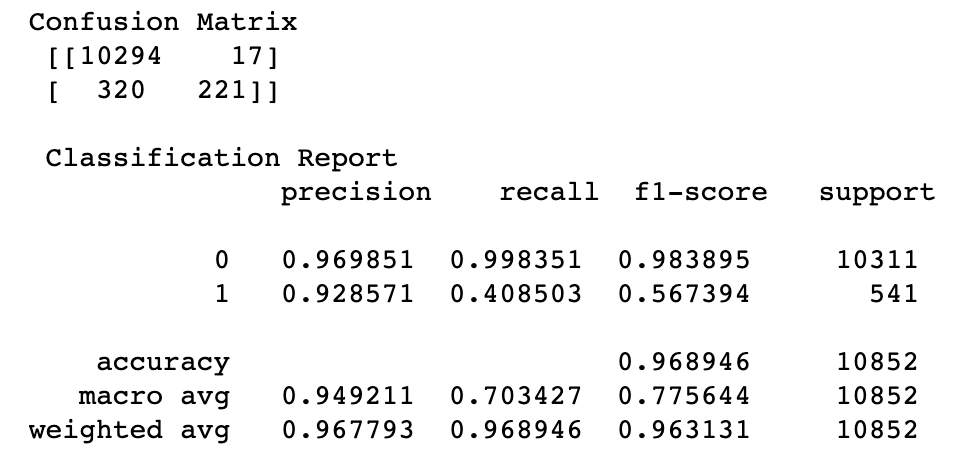 Confusion Matrix
[[10294 17]
[ 320 221]]
Classification Report
precision recall f1-score support
0 0.969851 0.998351 0.983895 10311
1 0.928571 0.408503 0.567394 541
accuracy 0.968946 10852
macro avg 0.949211 0.703427 0.775644 10852
weighted avg 0.967793 0.968946 0.963131 10852